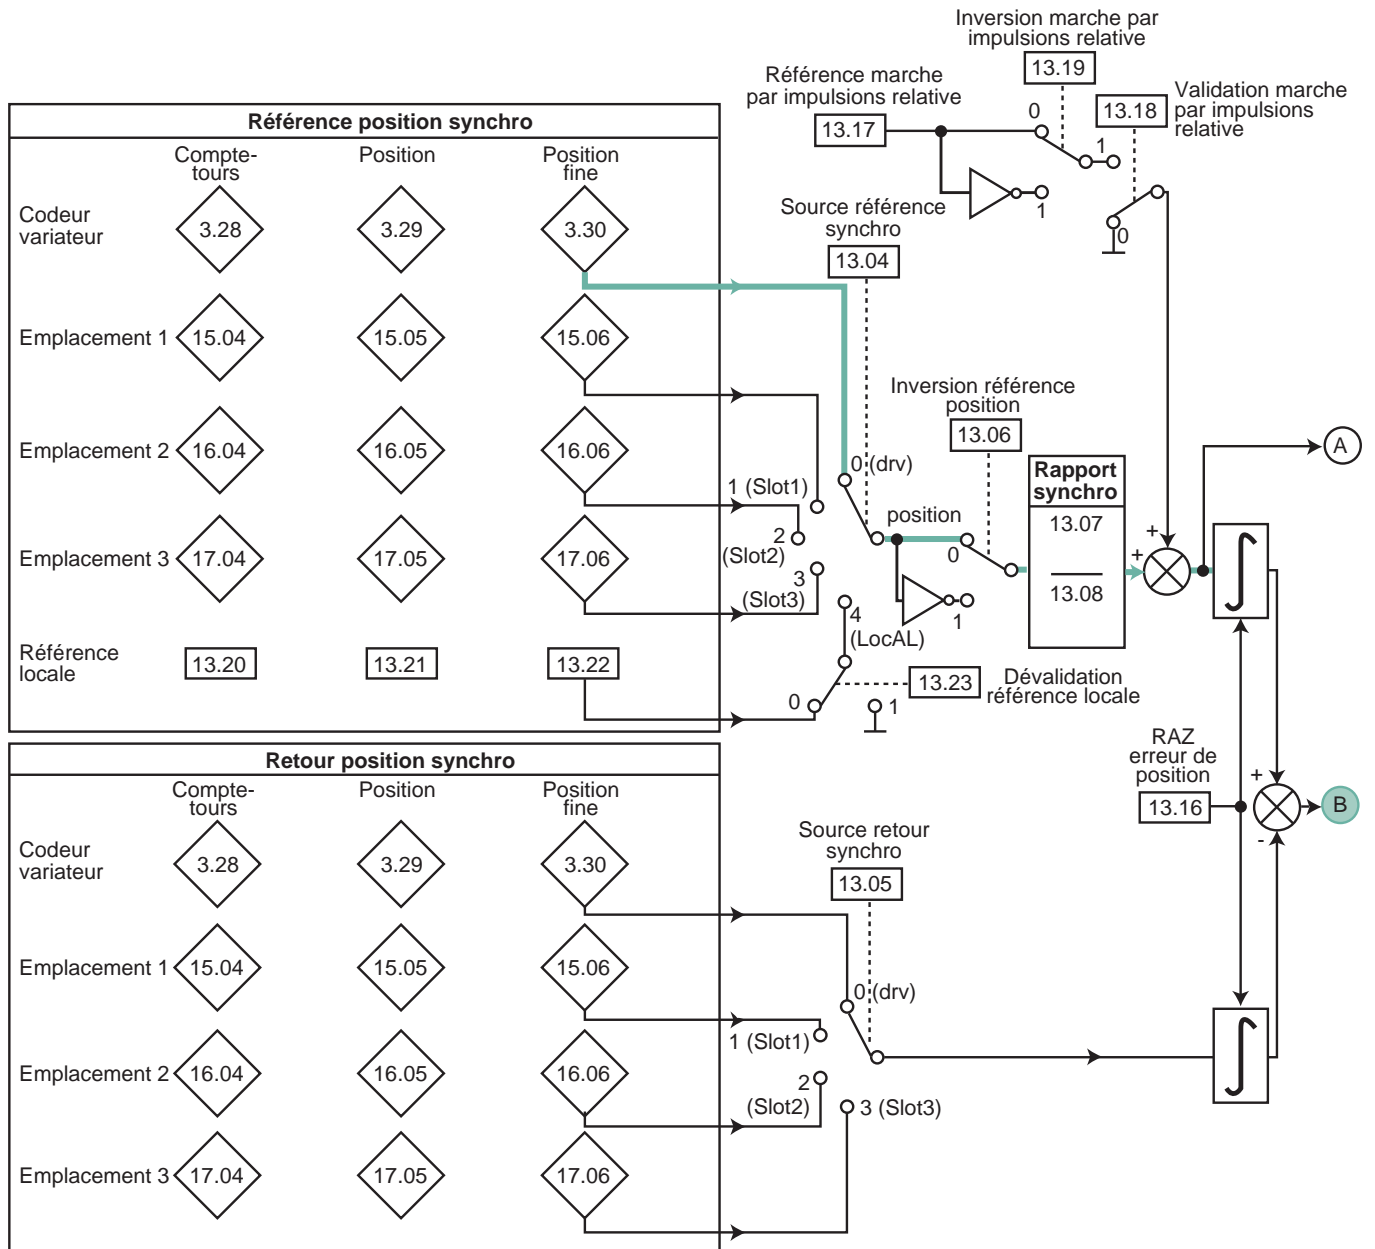 Inversion marche par
impulsions relative
13.19
Référence marche
par impulsions relative
13.17
Validation marche
par impulsions
relative
13.18
0
1
1
0
Référence position synchro
Compte-
tours
Position
Position
fine
Codeur
variateur
3.28
3.29
3.30
Emplacement 1
15.04
15.05
15.06
Emplacement 2
16.04
16.05
16.06
Emplacement 3
17.04
17.05
17.06
Référence
locale
13.20
13.21
13.22
Source référence
synchro
13.04
0 (drv)
1 (Slot1)
2
(Slot2)
3
(Slot3)
4
(LocAL)
0
1
13.23
Dévalidation
référence locale
position
Inversion référence
position
13.06
0
1
Rapport
synchro
13.07
13.08
+
+
A
RAZ
erreur de
position
13.16
+
-
B
Retour position synchro
Compte-
tours
Position
Position
fine
Codeur
variateur
3.28
3.29
3.30
Emplacement 1
15.04
15.05
15.06
Emplacement 2
16.04
16.05
16.06
Emplacement 3
17.04
17.05
17.06
Source retour
synchro
13.05
0 (drv)
1 (Slot1)
2
(Slot2)
3 (Slot3)